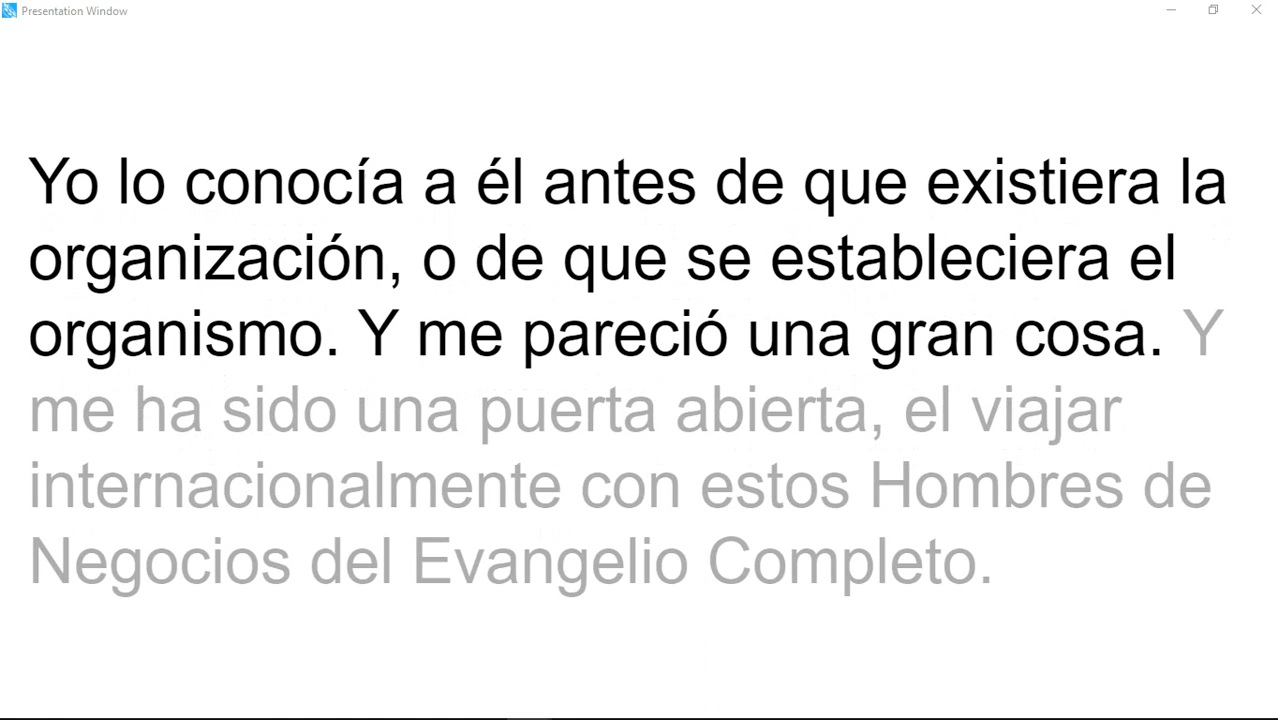 Presentation Window
Yo lo conocía a él antes de que existiera la
organización, o de que se estableciera el
organismo. Y me pareció una gran cosa. Y
me ha sido una puerta abierta, el viajar
internacionalmente con estos Hombres de
Negocios del Evangelio Completo.